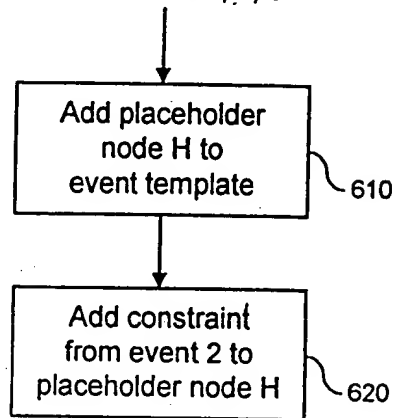 Add placeholder
node H to
event template
610
Add constraint
from event 2 to
placeholder node H
620